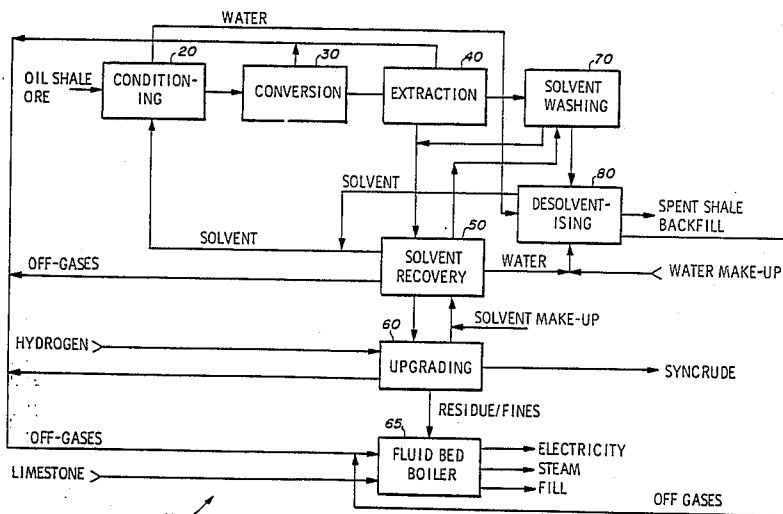 WATER
20
30
40
70
OIL SHALE
ORE
CONDITION-
ING
CONVERSION
EXTRACTION
SOLVENT
WASHING
80
SOLVENT
DESOLVENT-
ISING
SPENT SHALE
BACKFILL
50
SOLVENT
SOLVENT
RECOVERY
WATER
WATER MAKE-UP
OFF-GASES
SOLVENT MAKE-UP
60
HYDROGEN
UPGRADING
SYNCRUDE
RESIDUE/FINES
65
OFF-GASES
FLUID BED
BOILER
ELECTRICITY
STEAM
FILL
LIMESTONE
OFF GASES